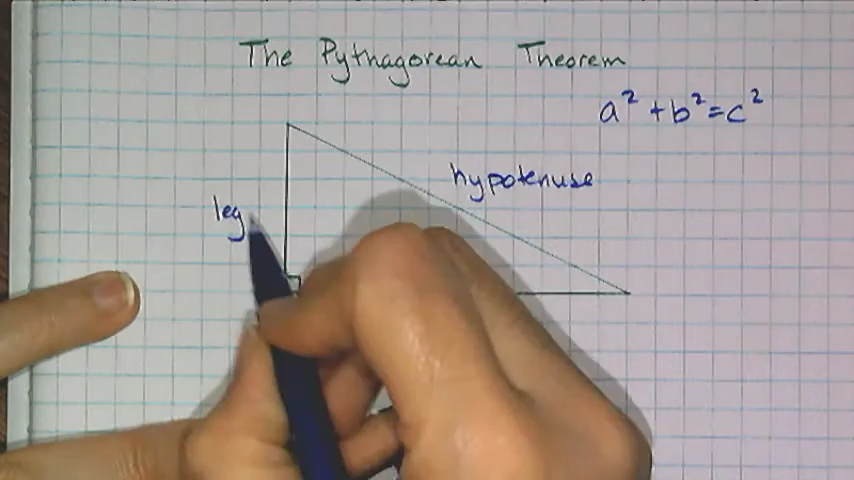 The Pythagorean Theorem
a² + b² = c²
hypotenuse
leg